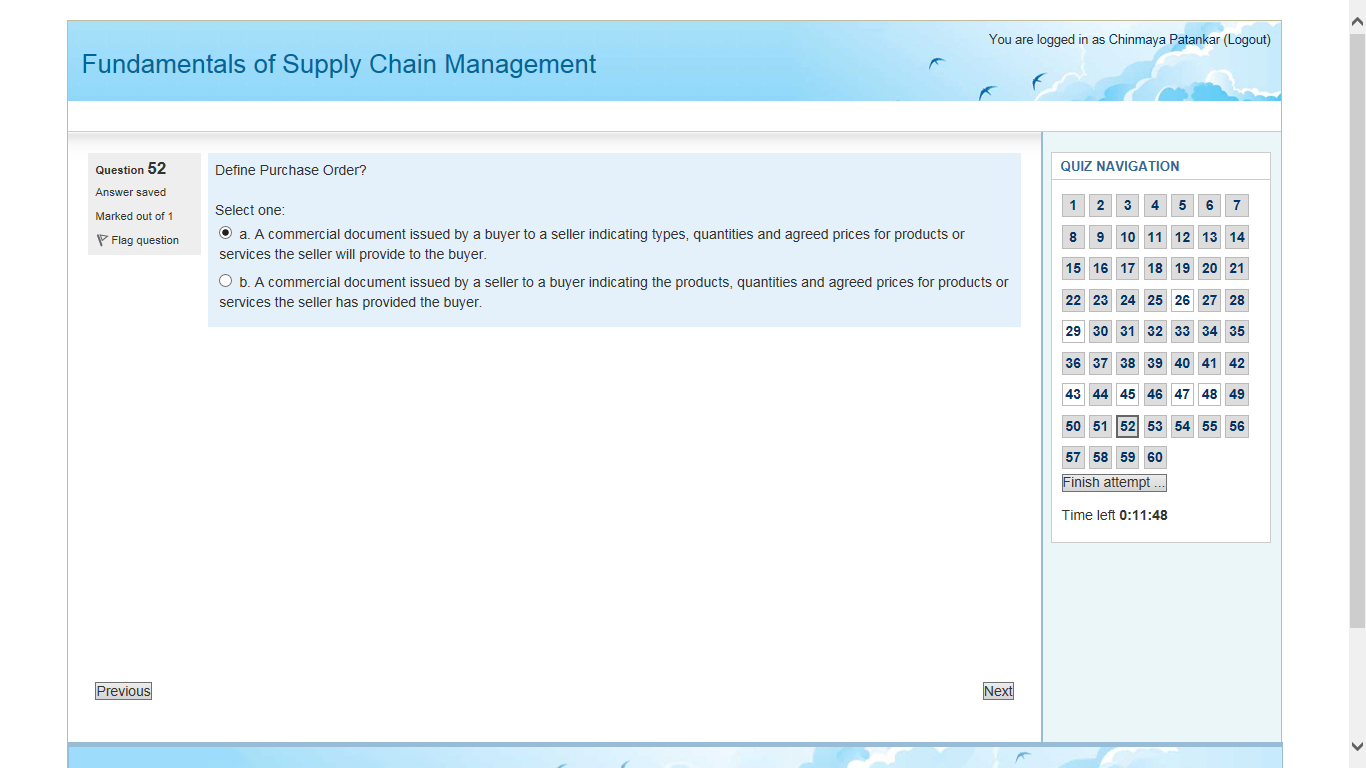 You are logged in as Chinmaya Patankar (Logout)
Fundamentals of Supply Chain Management
Question 52
Answer saved
Marked out of 1
Flag question
Define Purchase Order?
Select one:
a. A commercial document issued by a buyer to a seller indicating types, quantities and agreed prices for products or
services the seller will provide to the buyer.
b. A commercial document issued by a seller to a buyer indicating the products, quantities and agreed prices for products or
services the seller has provided the buyer.
Previous
Next
QUIZ NAVIGATION
1 2 3 4 5 6 7
8 9 10 11 12 13 14
15 16 17 18 19 20 21
22 23 24 25 26 27 28
29 30 31 32 33 34 35
36 37 38 39 40 41 42
43 44 45 46 47 48 49
50 51 52 53 54 55 56
57 58 59 60
Finish attempt ...
Time left 0:11:48